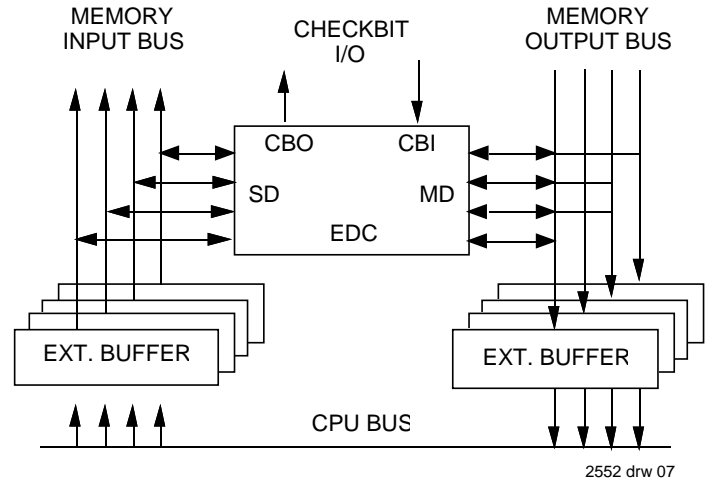 MEMORY
INPUT BUS
CHECKBIT
I/O
MEMORY
OUTPUT BUS
CBO
CBI
SD
MD
EDC
EXT. BUFFER
EXT. BUFFER
CPU BUS
2552 drw 07